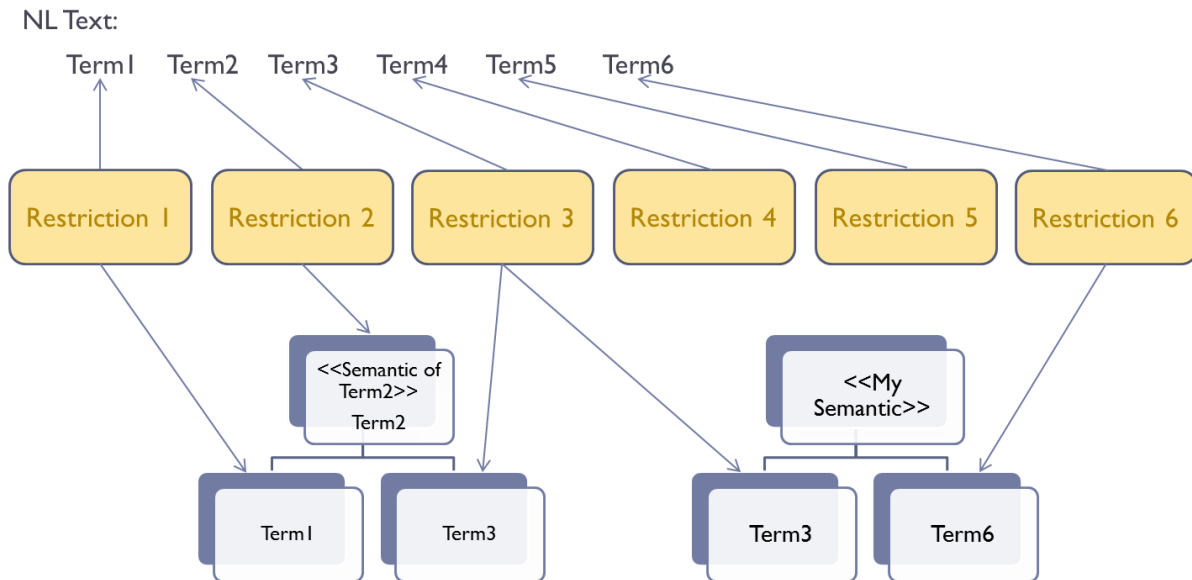 NL Text:
Term1 Term2 Term3 Term4 Term5 Term6
Restriction 1 Restriction 2 Restriction 3 Restriction 4 Restriction 5 Restriction 6
<<Semantic of
Term2>>
Term2
<<My
Semantic>>
Term1 Term3 Term3 Term6